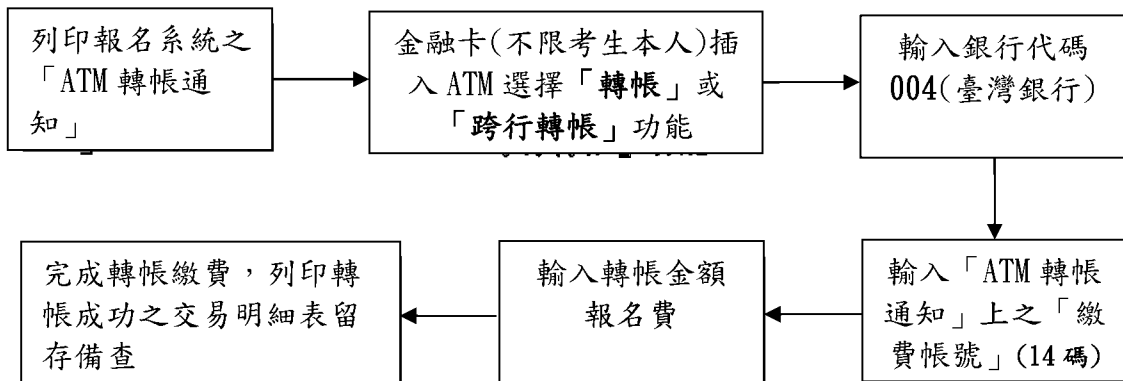 列印報名系統之
「ATM 轉帳通
知」
金融卡(不限考生本人)插
入 ATM 選擇「轉帳」或
「跨行轉帳」功能
輸入銀行代碼
004(臺灣銀行)
輸入「ATM 轉帳
通知」上之「繳
費帳號」(14 碼)
輸入轉帳金額
報名費
完成轉帳繳費，列印轉
帳成功之交易明細表留
存備查